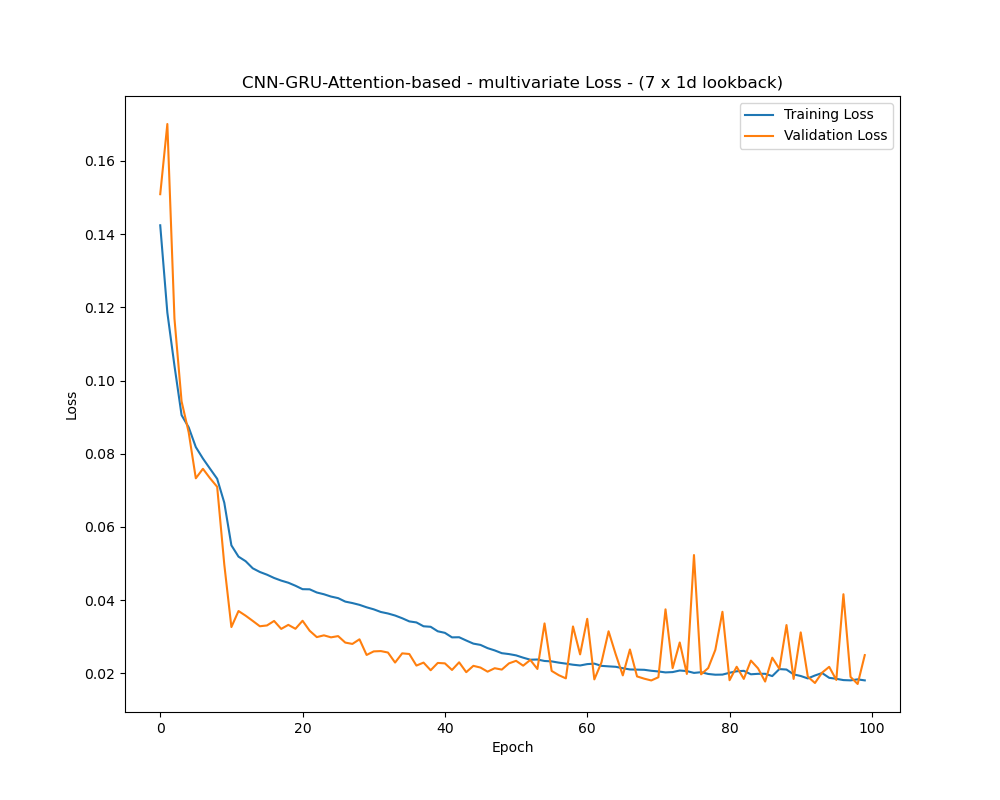 CNN-GRU-Attention-based - multivariate Loss - (7 x 1d lookback)
Training Loss
Validation Loss
0.16
0.14
0.12
0.10
0.08
0.06
0.04
0.02
Loss
0 20 40 60 80 100
Epoch